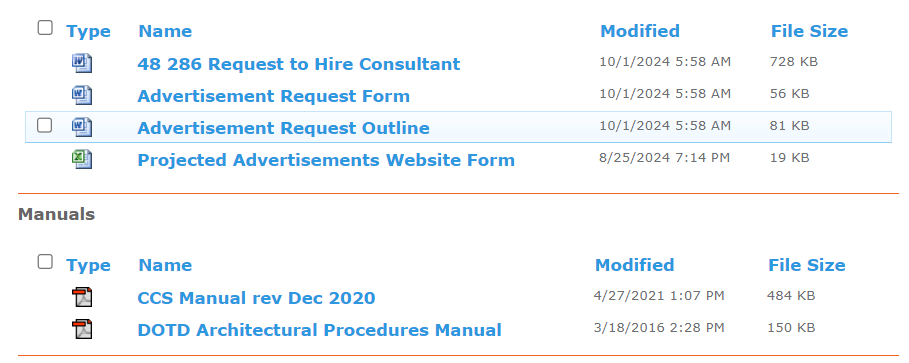 Type Name Modified File Size
48 286 Request to Hire Consultant 10/1/2024 5:58 AM 728 KB
Advertisement Request Form 10/1/2024 5:58 AM 56 KB
Advertisement Request Outline 10/1/2024 5:58 AM 81 KB
Projected Advertisements Website Form 8/25/2024 7:14 PM 19 KB
Manuals
Type Name Modified File Size
CCS Manual rev Dec 2020 4/27/2021 1:07 PM 484 KB
DOTD Architectural Procedures Manual 3/18/2016 2:28 PM 150 KB